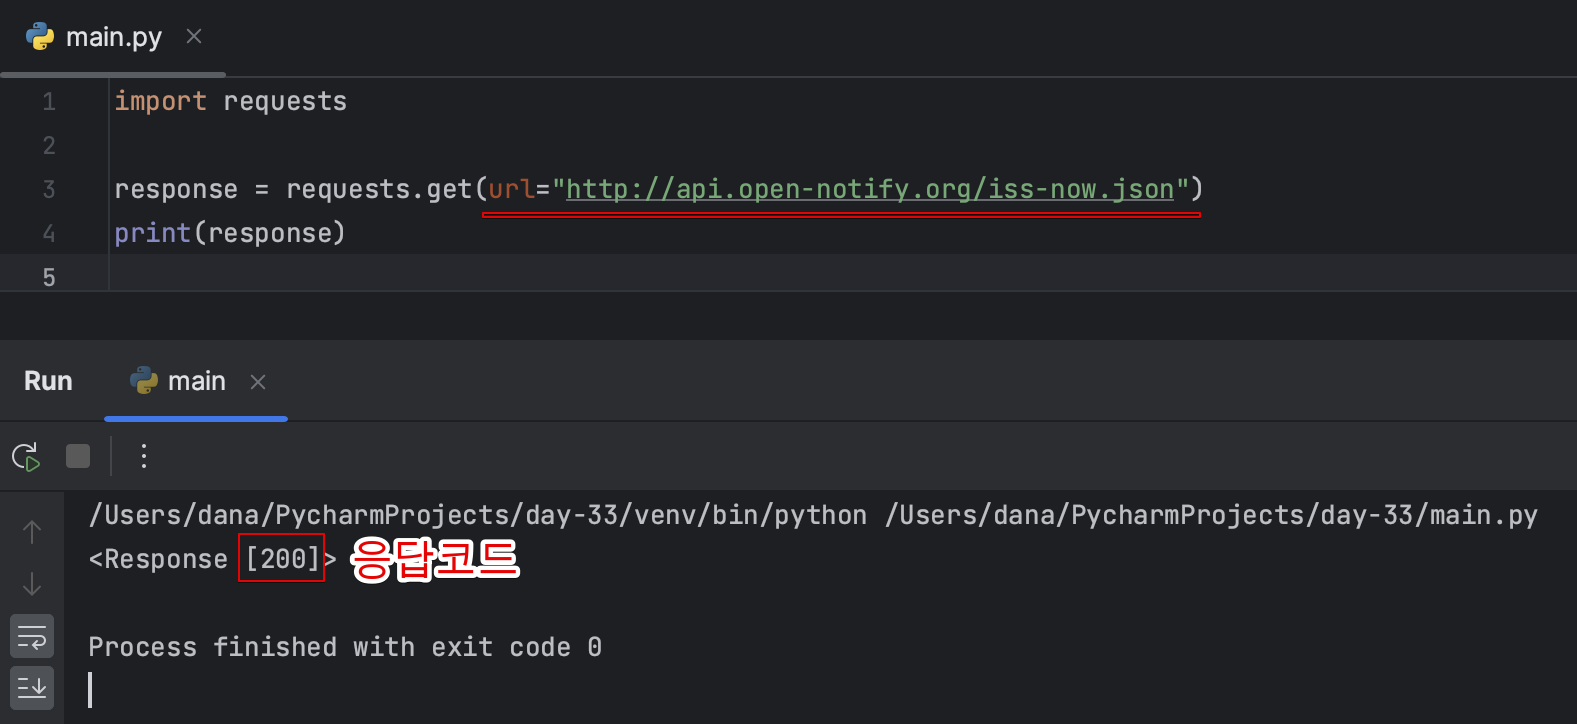 main.py
1 import requests
2
3 response = requests.get(url="http://api.open-notify.org/iss-now.json")
4 print(response)
5
Run main
/Users/dana/PycharmProjects/day-33/venv/bin/python /Users/dana/PycharmProjects/day-33/main.py
<Response [200]> 응답코드
Process finished with exit code 0